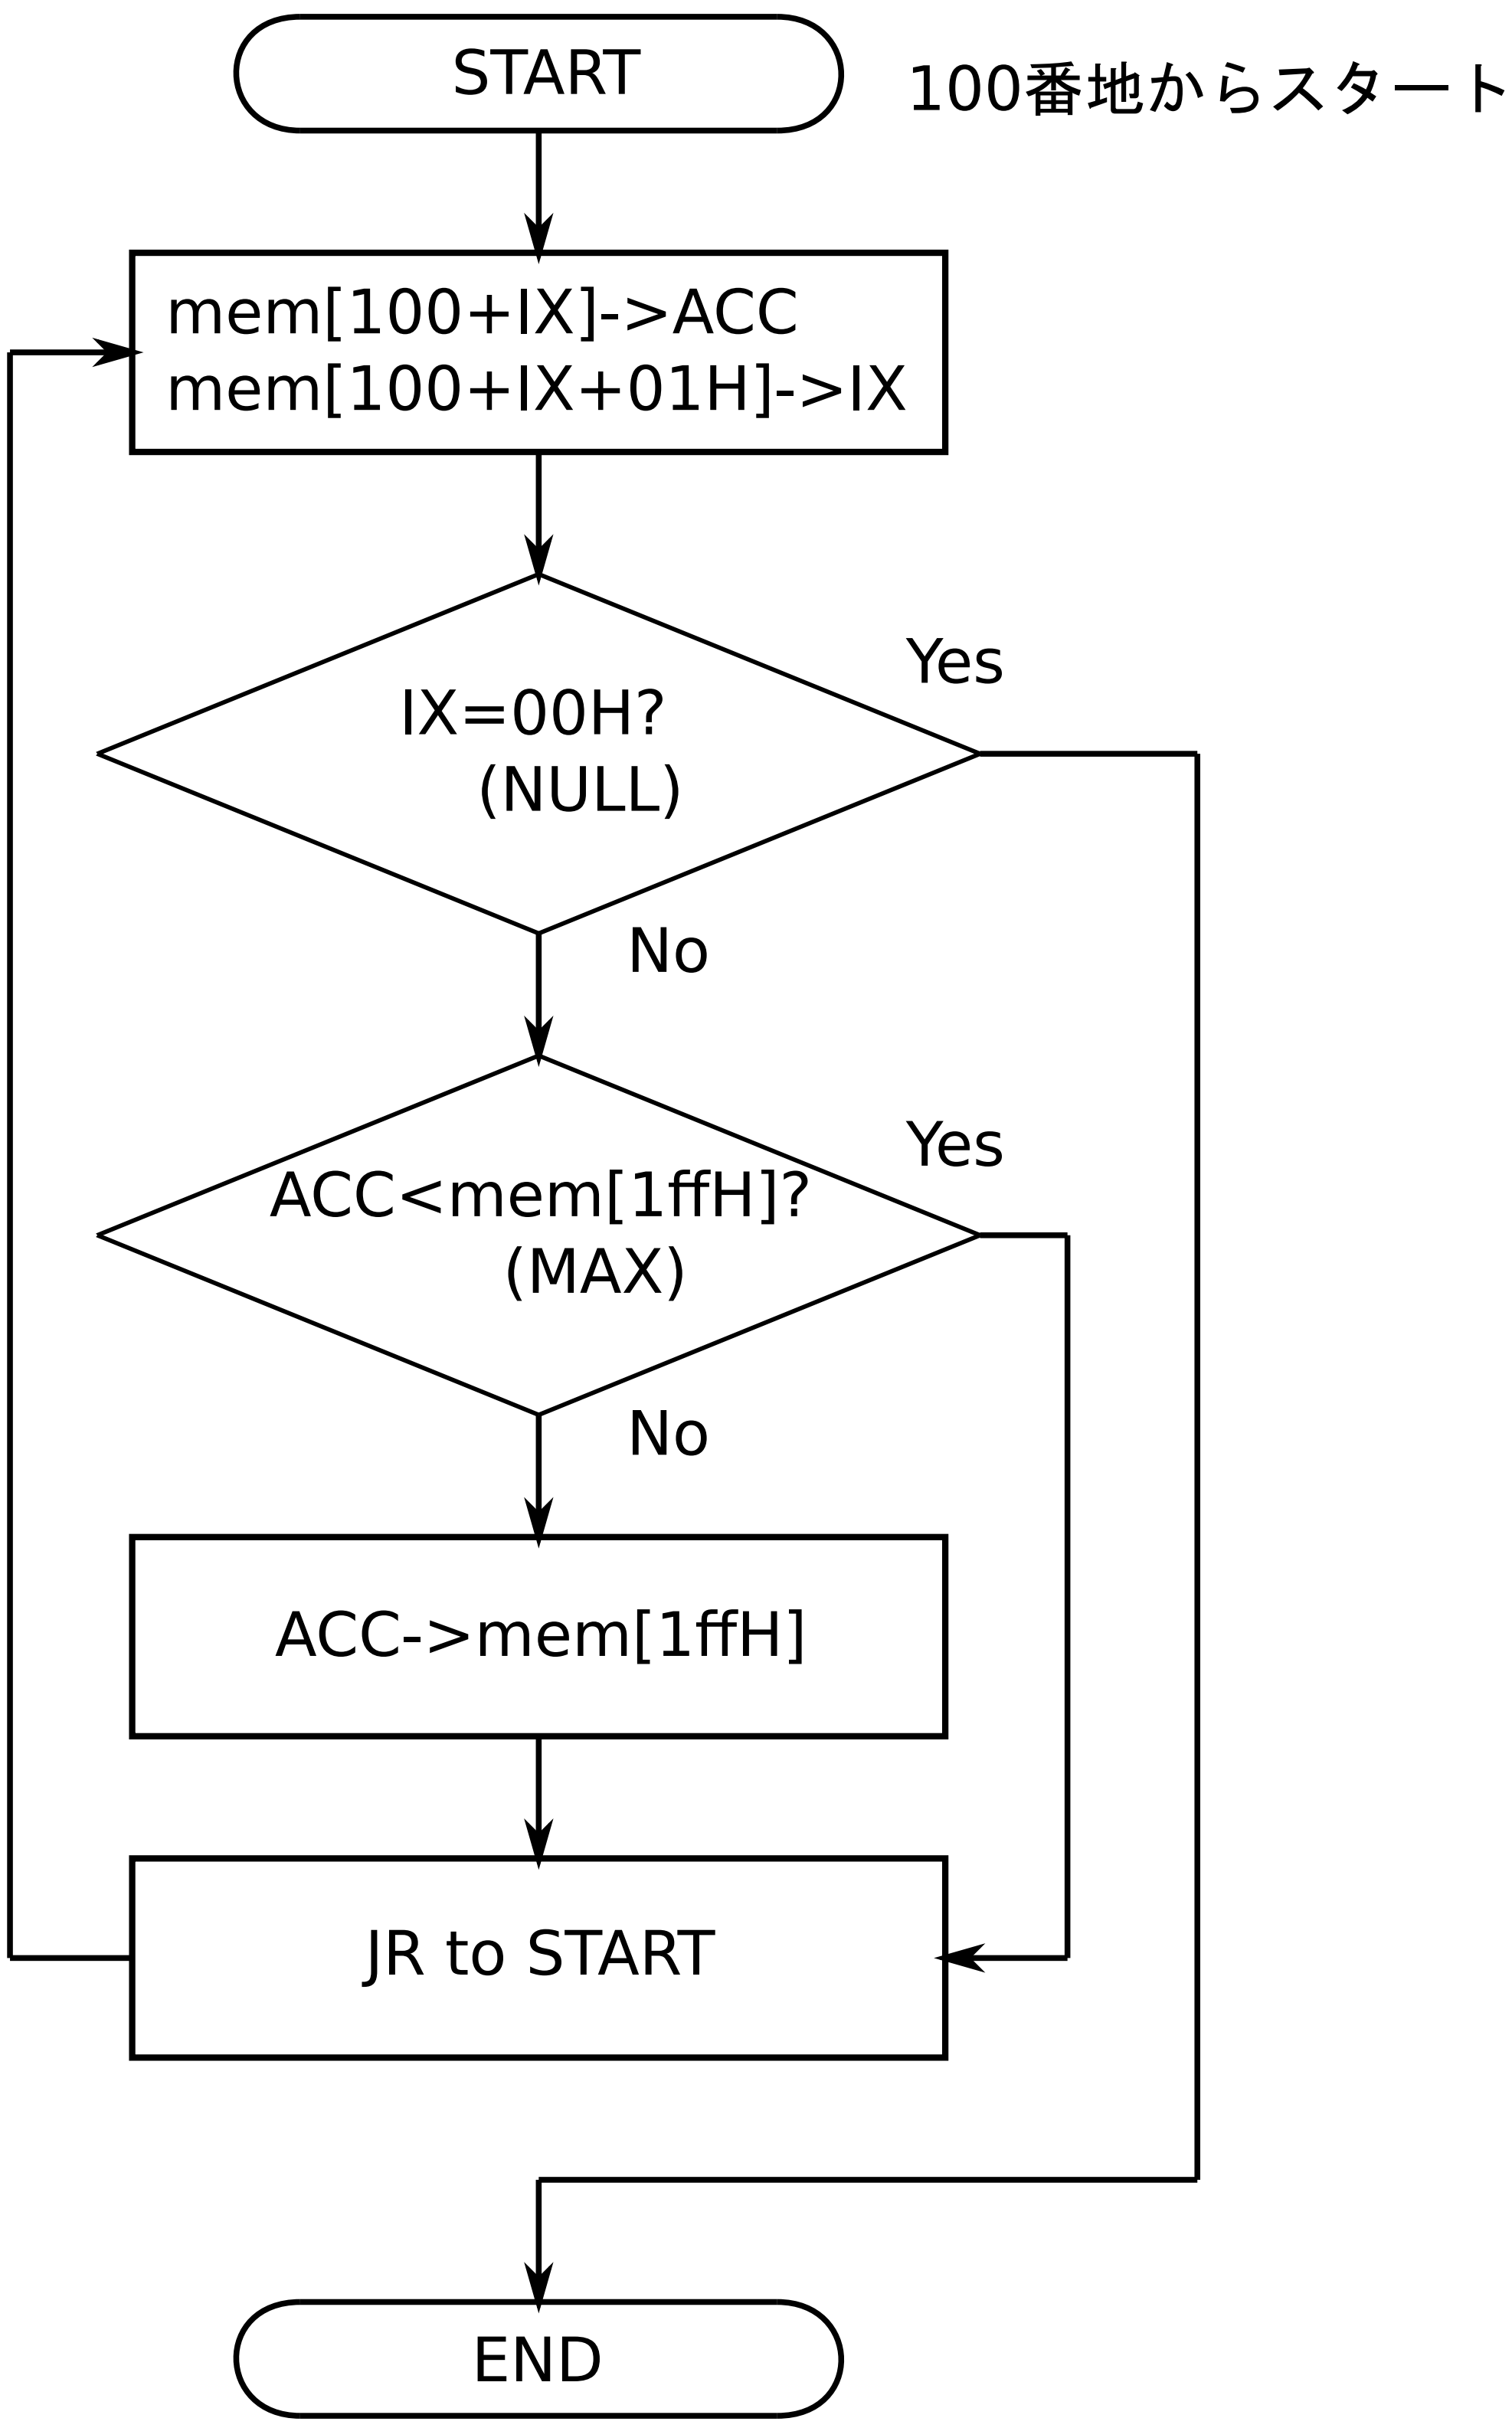 START
100番地からスタート
mem[100+IX]->ACC
mem[100+IX+01H]->IX
IX=00H?
(NULL)
Yes
No
ACC<mem[1ffH]?
(MAX)
Yes
No
ACC->mem[1ffH]
JR to START
END